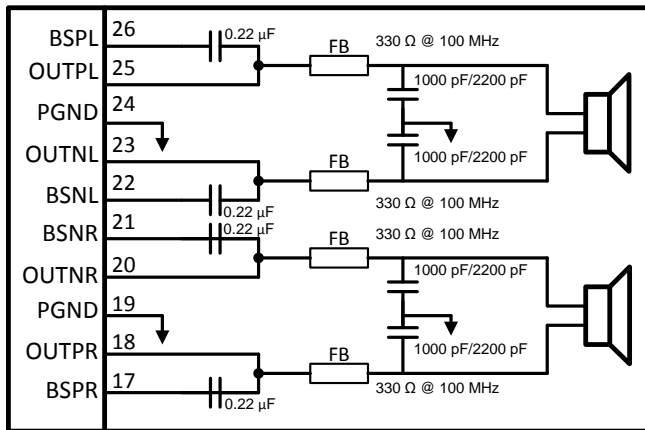 BSPL 26 0.22 µF
FB 330 Ω @ 100 MHz
OUTPL 25
1000 pF/2200 pF
PGND 24
OUTNL 23
1000 pF/2200 pF
FB
BSNL 22
330 Ω @ 100 MHz
0.22 µF
BSNR 21 0.22 µF
330 Ω @ 100 MHz
FB
OUTNR 20
1000 pF/2200 pF
PGND 19
OUTPR 18
1000 pF/2200 pF
FB
BSPR 17
330 Ω @ 100 MHz
0.22 µF